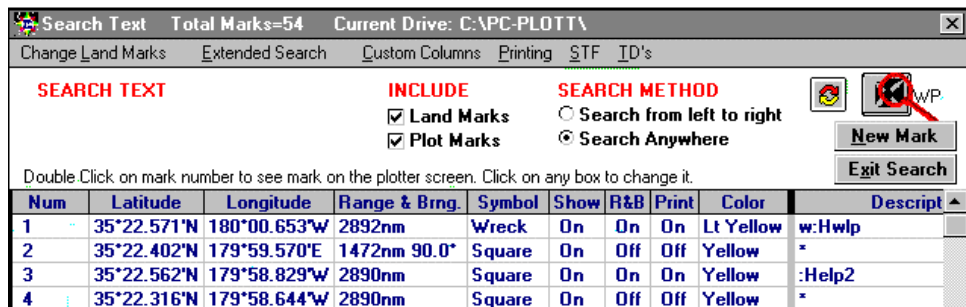 Search Text Total Marks=54 Current Drive: C:\PC-PLOTT\
Change Land Marks Extended Search Custom Columns Printing STF TD's
SEARCH TEXT INCLUDE SEARCH METHOD
Land Marks Search from left to right WP
Plot Marks Search Anywhere New Mark
Exit Search
Double Click on mark number to see mark on the plotter screen. Click on any box to change it.
Num Latitude Longitude Range & Brng. Symbol Show R&B Print Color Descript
1 35*22.571'N 180*00.653'W 2892nm Wreck On On On Lt Yellow w:Hwlp
2 35*22.402'N 179*59.570'E 1472nm 90.0* Square On Off Off Yellow *
3 35*22.562'N 179*58.829'W 2890nm Square On On On Yellow :Help2
4 35*22.316'N 179*58.644'W 2890nm Square On Off Off Yellow *